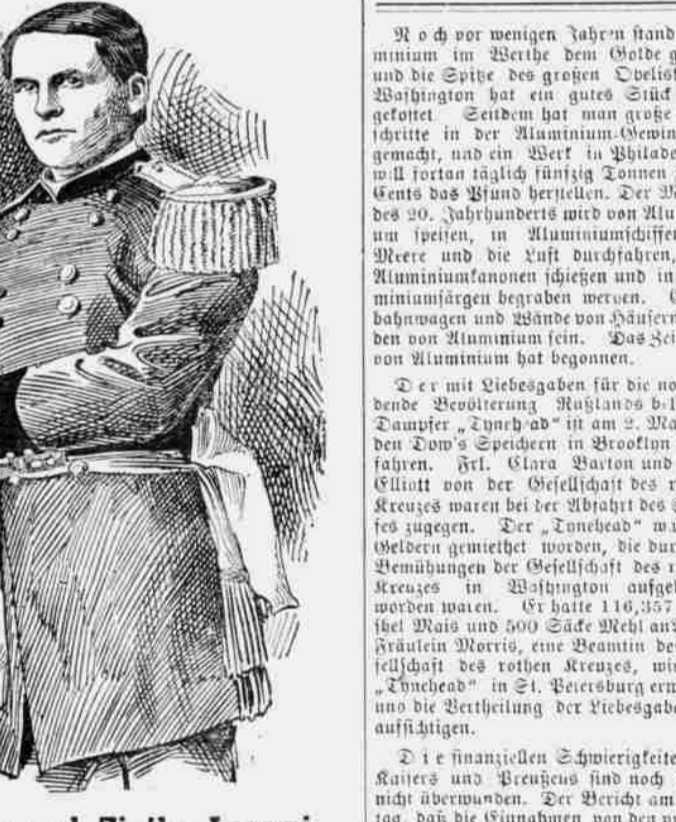 Noch vor wenigen Jahren stand
minium im Werthe dem Golde g
und die Spitze des großen Obelis
Washington hat ein gutes Stück
gekostet Seitdem hat man große
schritte in der Aluminium-Gewin
gemacht, und ein Werk in Philade
will fortan täglich fünfzig Tonnen
Cents das Pfund herstellen. Der M
des 20. Jahrhunderts wird von Alu
um speisen, in Aluminiumschiffe
Meere und die Luft durchfahren,
Aluminiumkanonen schießen und in
miniumsärgen begraben werden.
bahnwagen und Wände von Häusern
den von Aluminium sein. Das Zei
von Aluminium hat begonnen.
Der mit Liebesgaben für die no
dende Bevölkerung Rußlands
Dampfer „Tynehead" ist am 2. Ma
den Dow's Speichern in Brooklyn
fahren. Frl. Clara Barton und
Elliott von der Gesellschaft des r
Kreuzes waren bei der Abfahrt des
fes zugegen. Der „Tynehead" wu
Geldern gemiethet worden, die dur
Bemühungen der Gesellschaft des r
Kreuzes in Washington aufge
worden waren. Er hatte 116,357
shel Mais und 500 Säcke Mehl an
Fräulein Morris, eine Beamtin de
sellschaft des rothen Kreuzes, wi
„Tynehead" in St. Petersburg erw
und die Vertheilung der Liebesgabe
aufsichtigen.
Die finanziellen Schwierigkeite
Kaisers und Preußens sind noch
nicht überwunden. Der Bericht am
tag, daß die Einnahmen von den